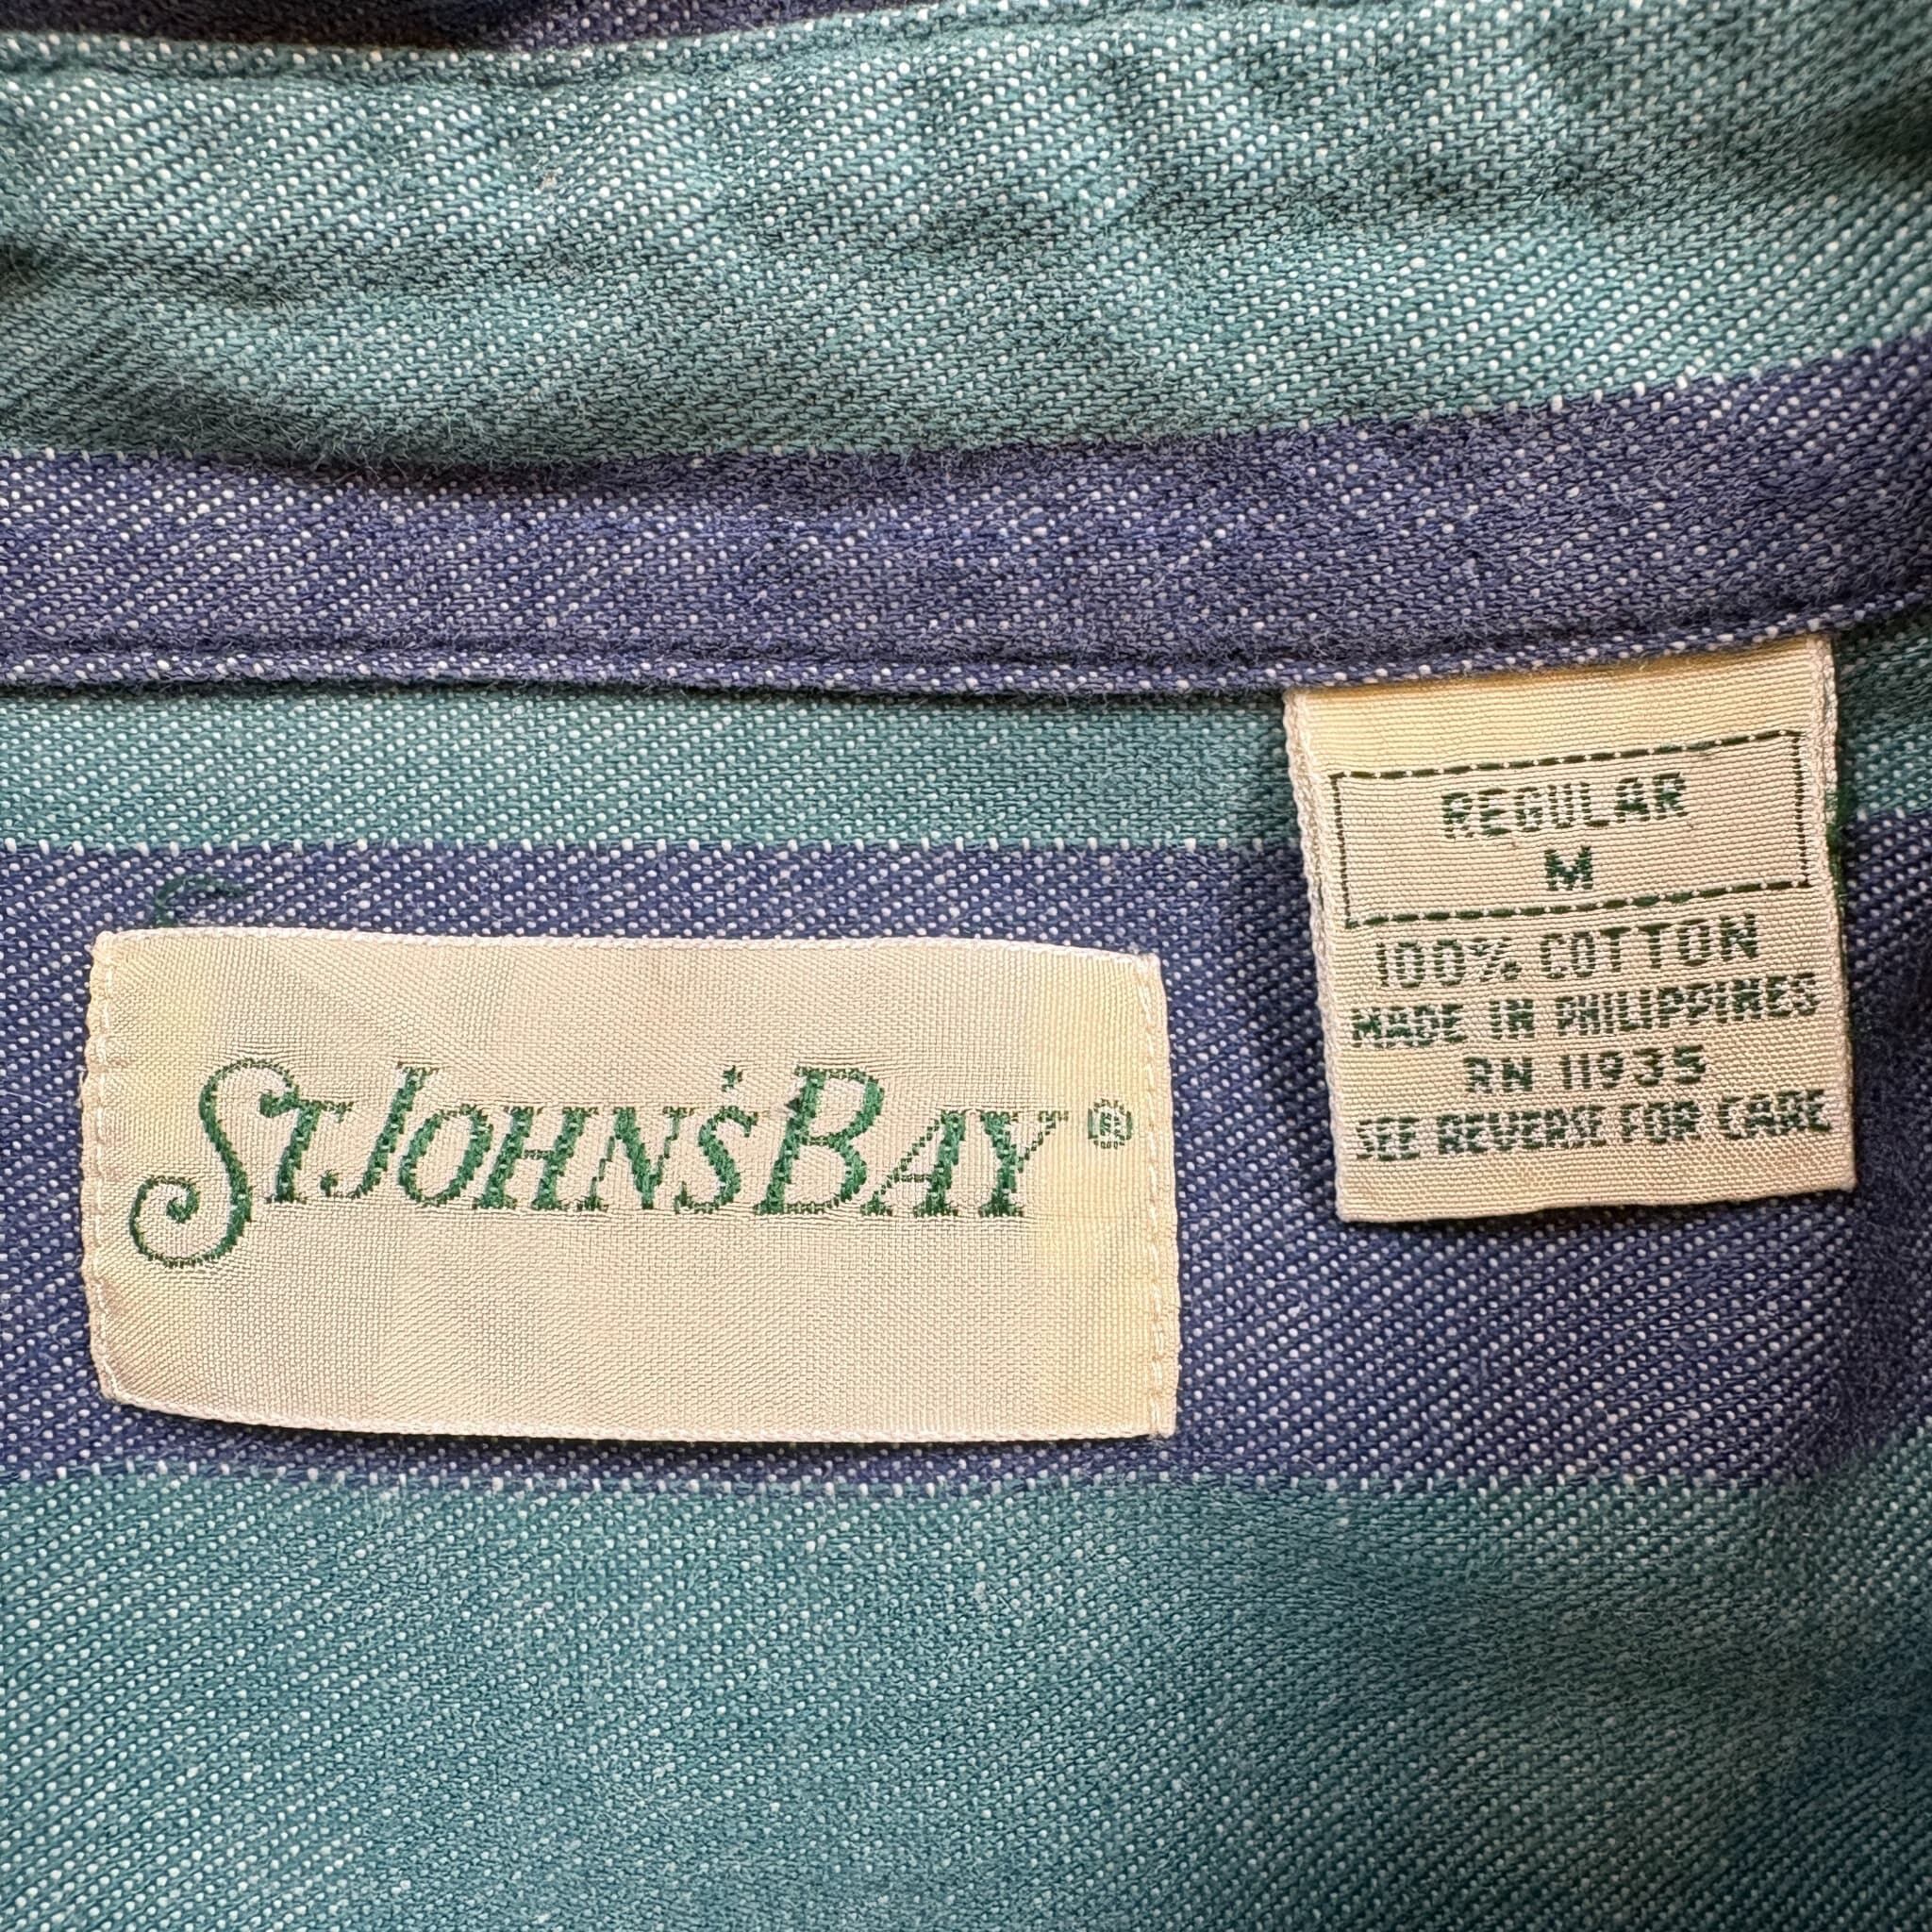 REGULAR
M
100% COTTON
MADE IN PHILIPPINES
RN 11935
SEE REVERSE FOR CARE
ST. JOHN'S BAY®